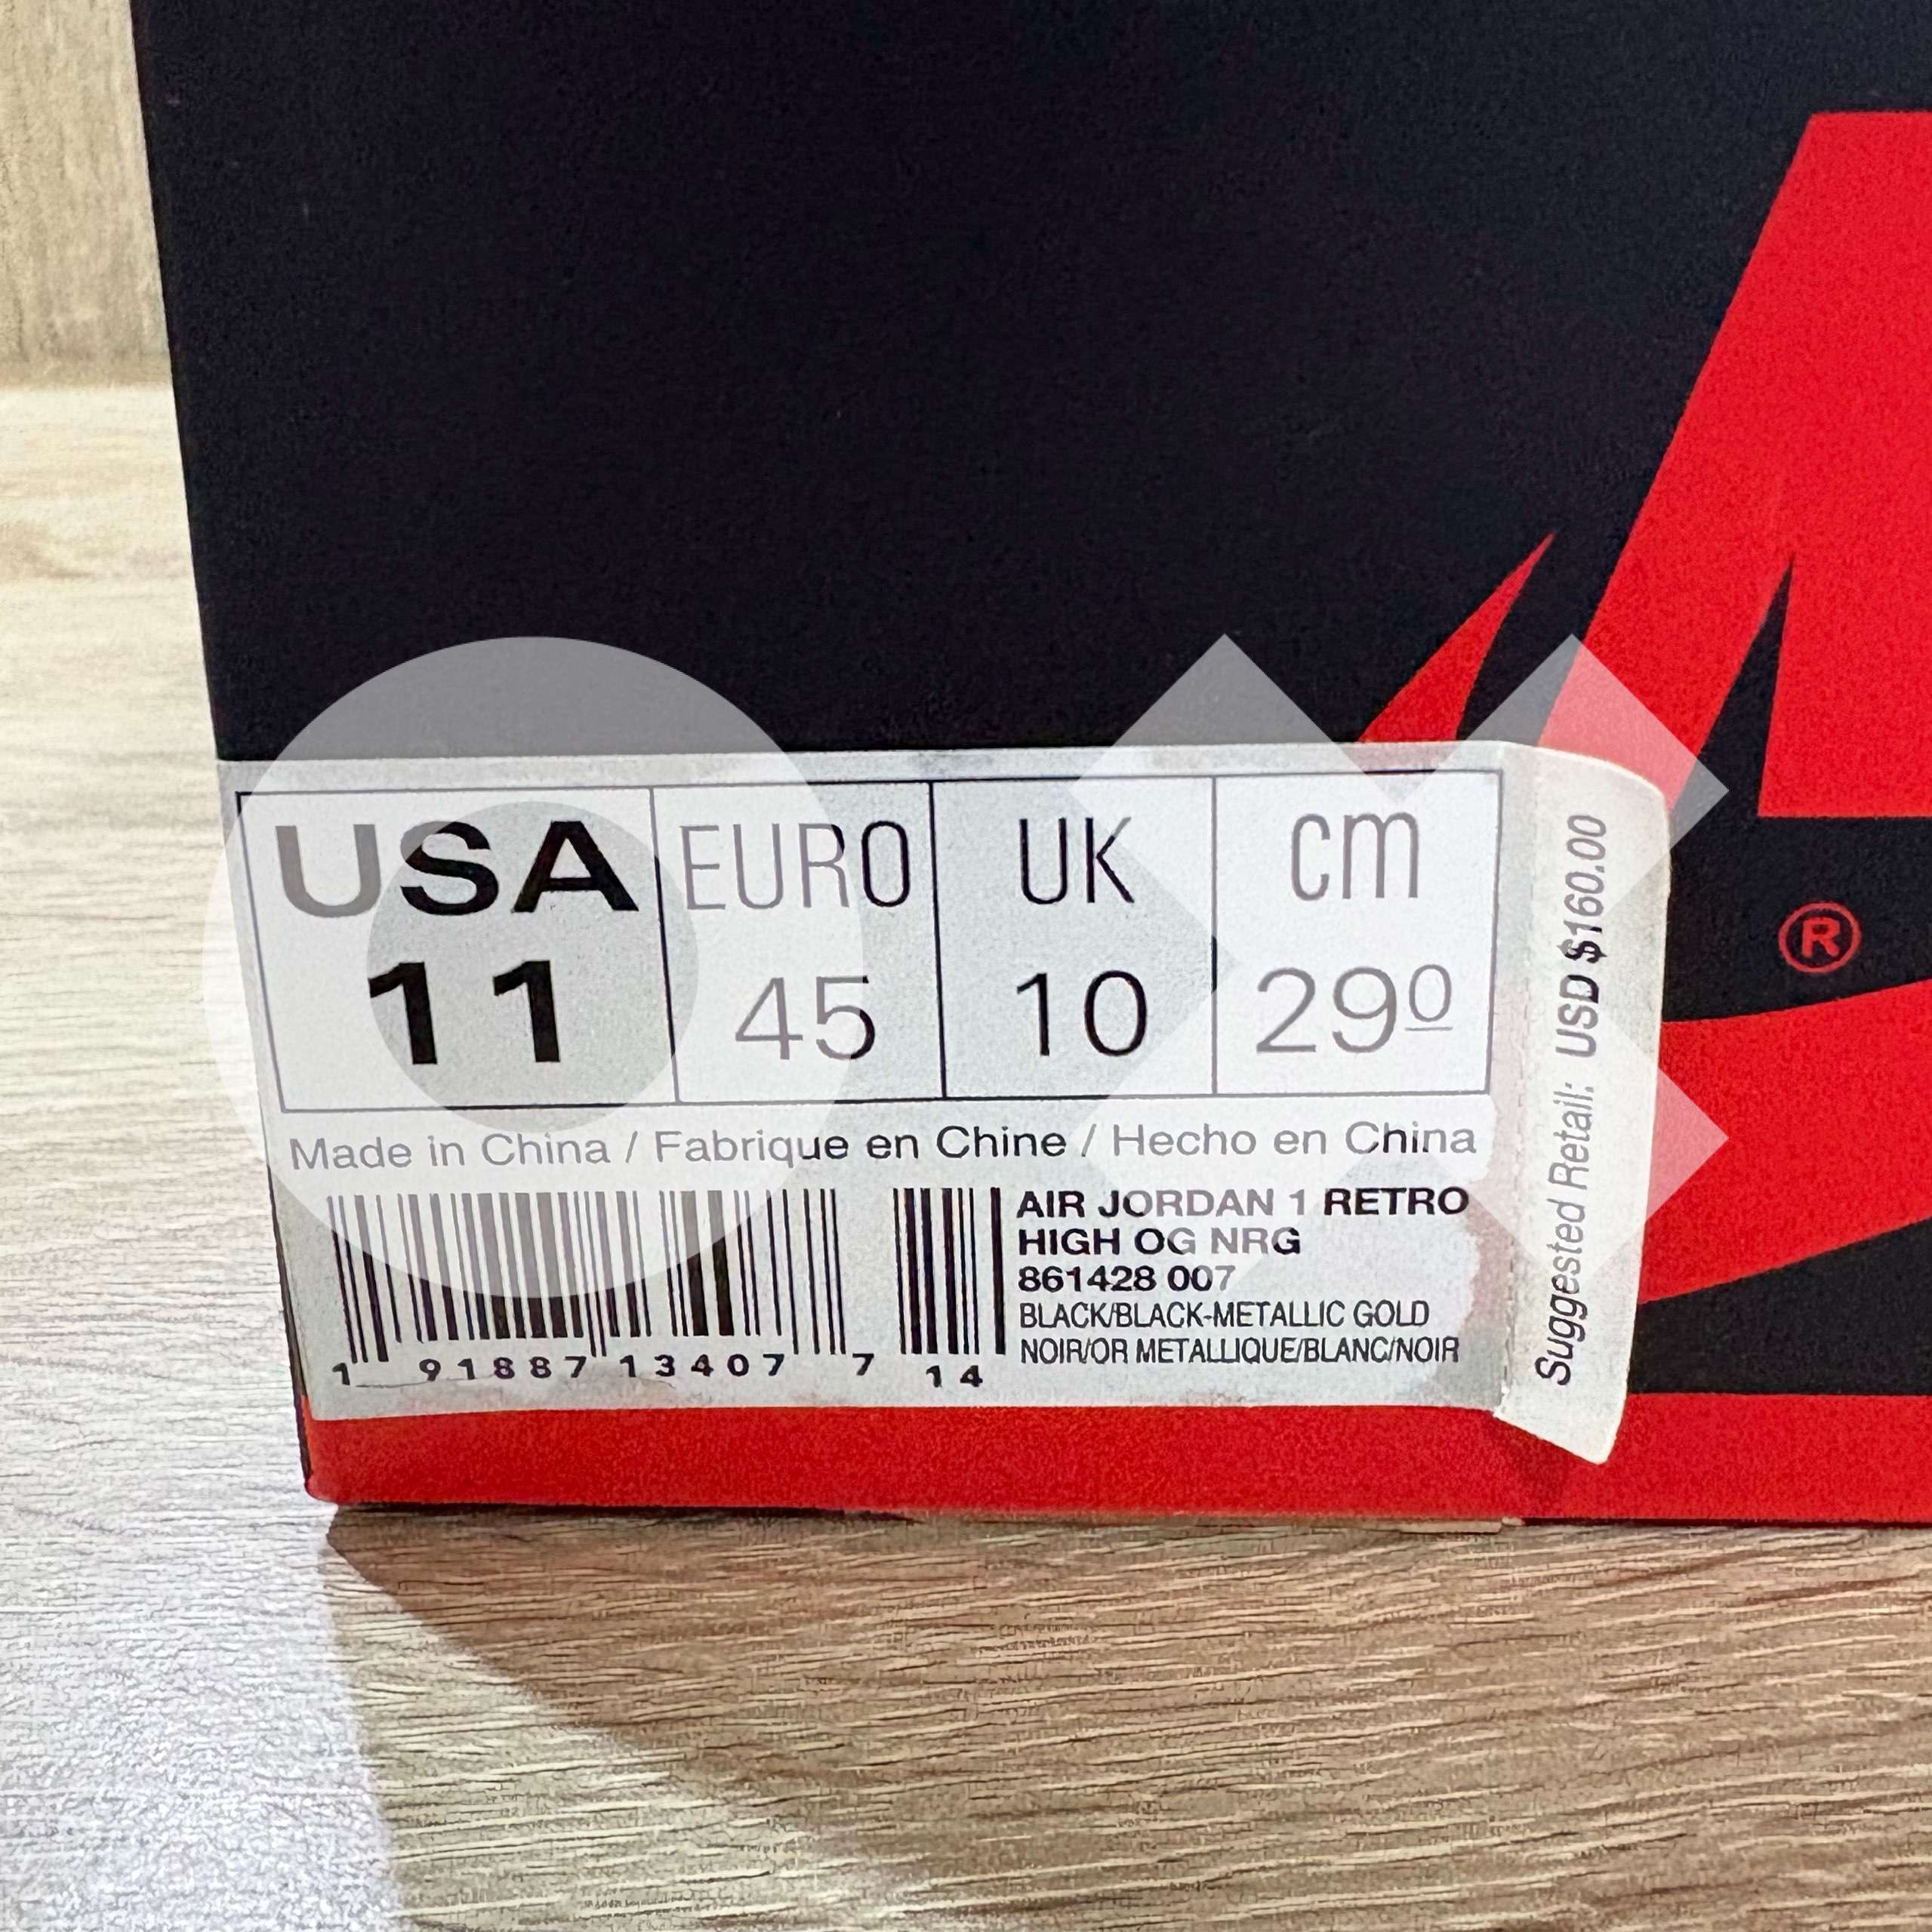 USA EURO UK cm
11 45 10 29º
Made in China / Fabrique en Chine / Hecho en China
AIR JORDAN 1 RETRO
HIGH OG NRG
861428 007
BLACK/BLACK-METALLIC GOLD
NOIR/OR METALLIQUE/BLANC/NOIR
1 91887 13407 7 14
Suggested Retail: USD $160.00
®